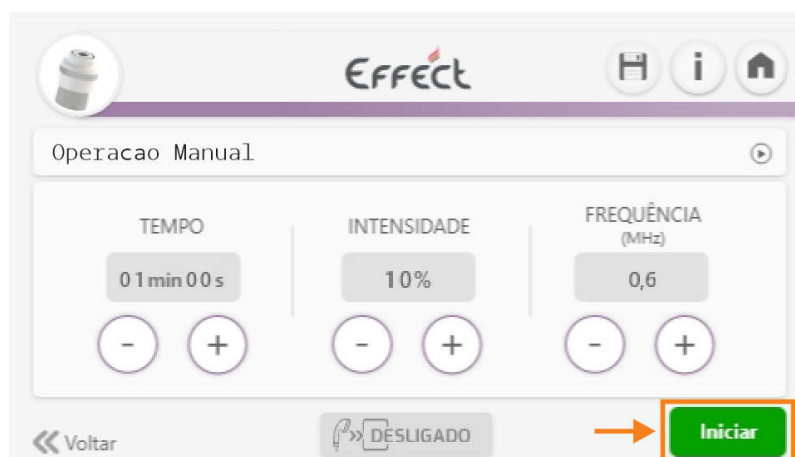 Effect
i
Operacao Manual
TEMPO
INTENSIDADE
FREQUÊNCIA
(MHz)
01min00s
10%
0,6
- + - + - +
Voltar
DESLIGADO
Iniciar